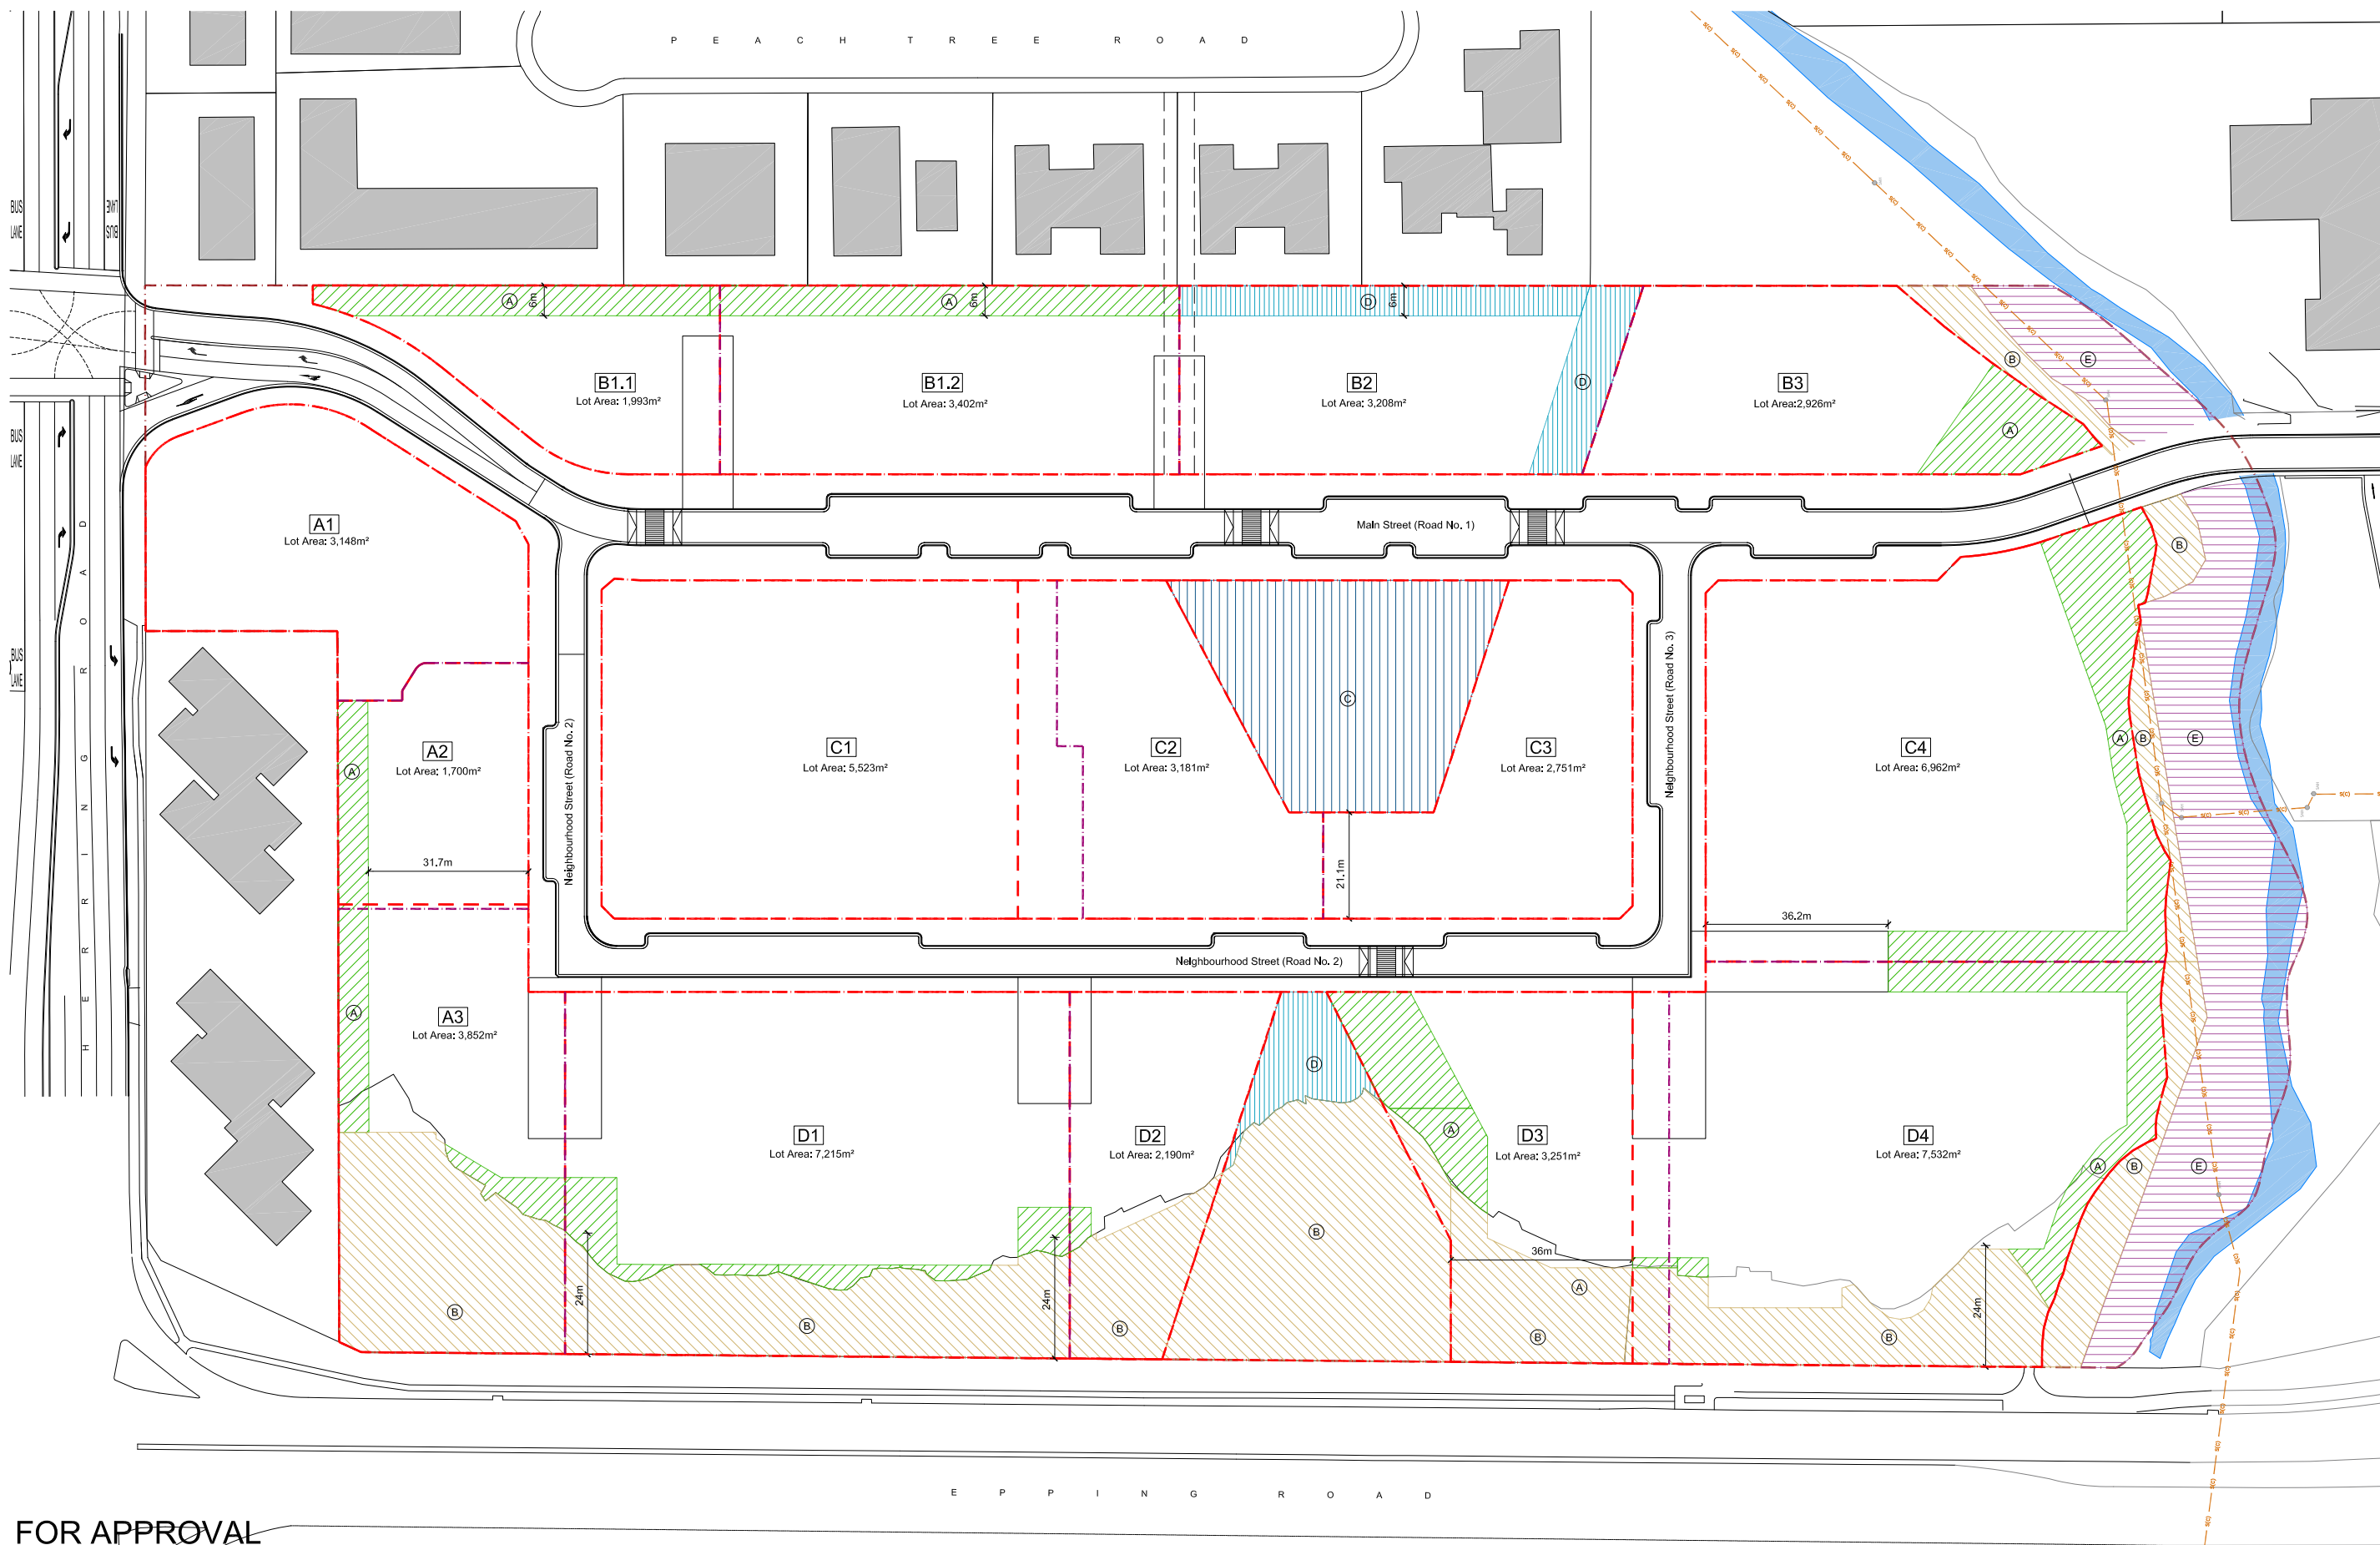 P E A C H T R E E R O A D
BUS
LANE
BUS
LANE
A
6m
A
6m
D
6m
D
B
E
A
B1.1
Lot Area: 1,993m²
B1.2
Lot Area: 3,402m²
B2
Lot Area: 3,208m²
B3
Lot Area:2,926m²
BUS
LANE
A1
Lot Area: 3,148m²
Main Street (Road No. 1)
B
H E R R I N G R O A D
BUS
LANE
Neighbourhood Street (Road No. 2)
Neighbourhood Street (Road No. 3)
C
A2
Lot Area: 1,700m²
A
C1
Lot Area: 5,523m²
C2
Lot Area: 3,181m²
C3
Lot Area: 2,751m²
C4
Lot Area: 6,962m²
A
B
E
S(C)
S(C)
S(C)
31.7m
21.1m
36.2m
Neighbourhood Street (Road No. 2)
A3
Lot Area: 3,852m²
A
D
D1
Lot Area: 7,215m²
D2
Lot Area: 2,190m²
A
D3
Lot Area: 3,251m²
D4
Lot Area: 7,532m²
A
B
E
B
36m
24m
24m
24m
A
B
B
B
B
B
E P P I N G R O A D
FOR APPROVAL